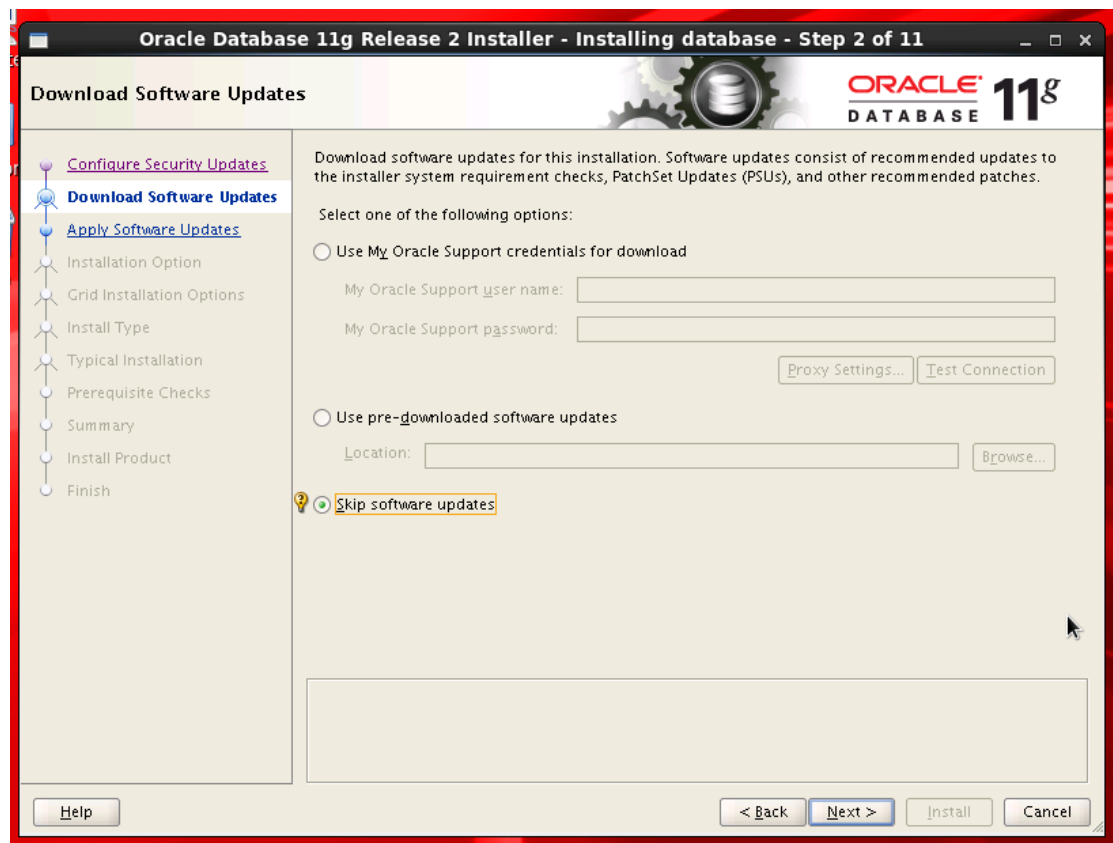 Oracle Database 11g Release 2 Installer - Installing database - Step 2 of 11
Download Software Updates
ORACLE
DATABASE
11g
Configure Security Updates
Download Software Updates
Apply Software Updates
Installation Option
Grid Installation Options
Install Type
Typical Installation
Prerequisite Checks
Summary
Install Product
Finish
Download software updates for this installation. Software updates consist of recommended updates to
the installer system requirement checks, PatchSet Updates (PSUs), and other recommended patches.
Select one of the following options:
Use My Oracle Support credentials for download
My Oracle Support user name:
My Oracle Support password:
Proxy Settings... Test Connection
Use pre-downloaded software updates
Location: Browse...
Skip software updates
Help < Back Next > Install Cancel